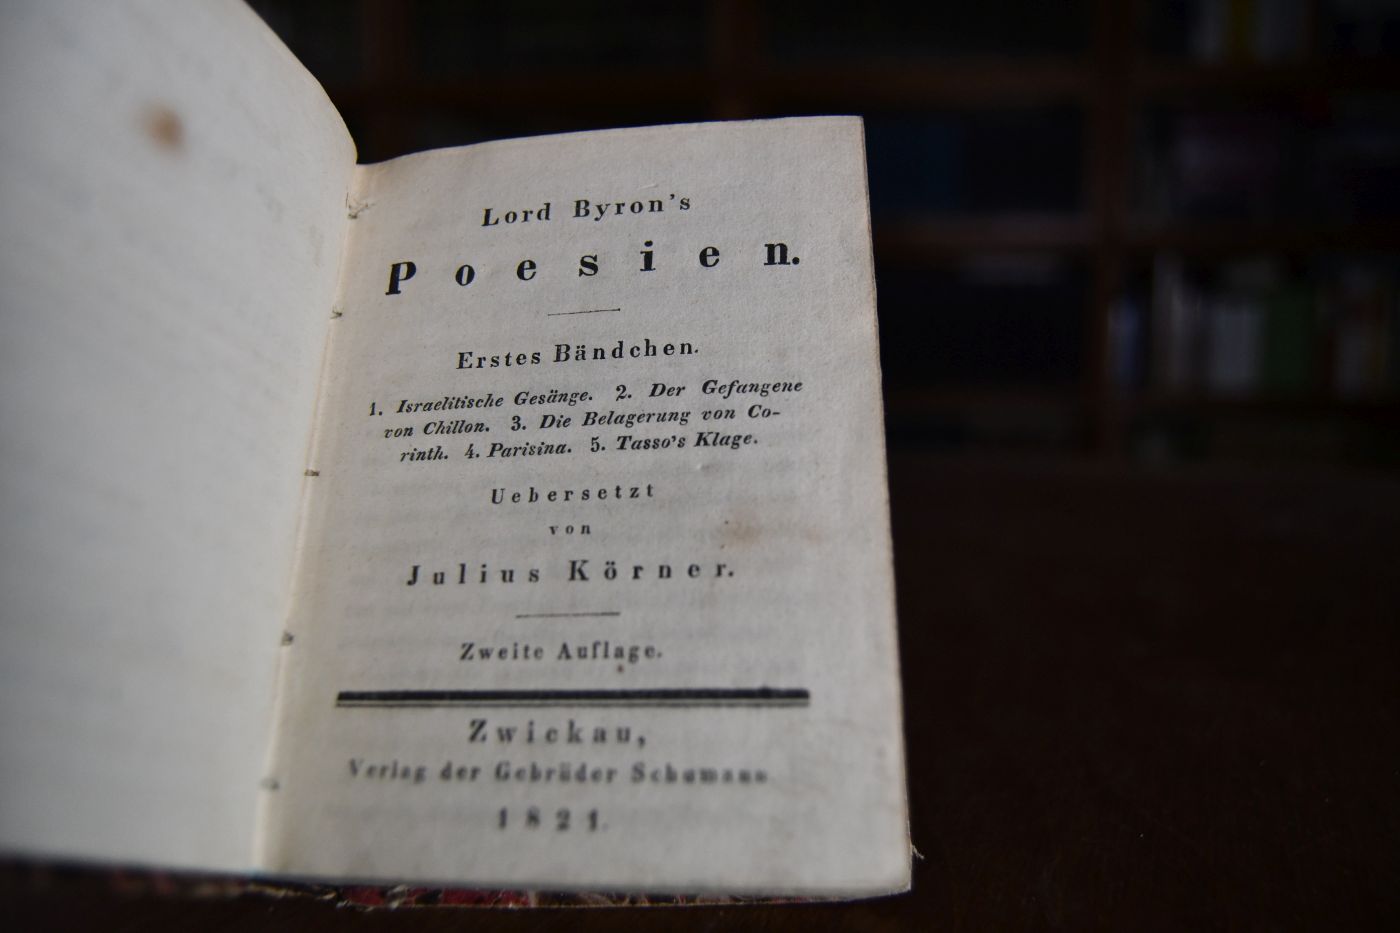 Lord Byron's
Poesien.
Erstes Bändchen.
1. Israelitische Gesänge. 2. Der Gefangene
von Chillon. 3. Die Belagerung von Co-
rinth. 4. Parisina. 5. Tasso's Klage.
Uebersetzt
von
Julius Körner.
Zweite Auflage.
Zwickau,
Verlag der Gebrüder Schumann
1821.